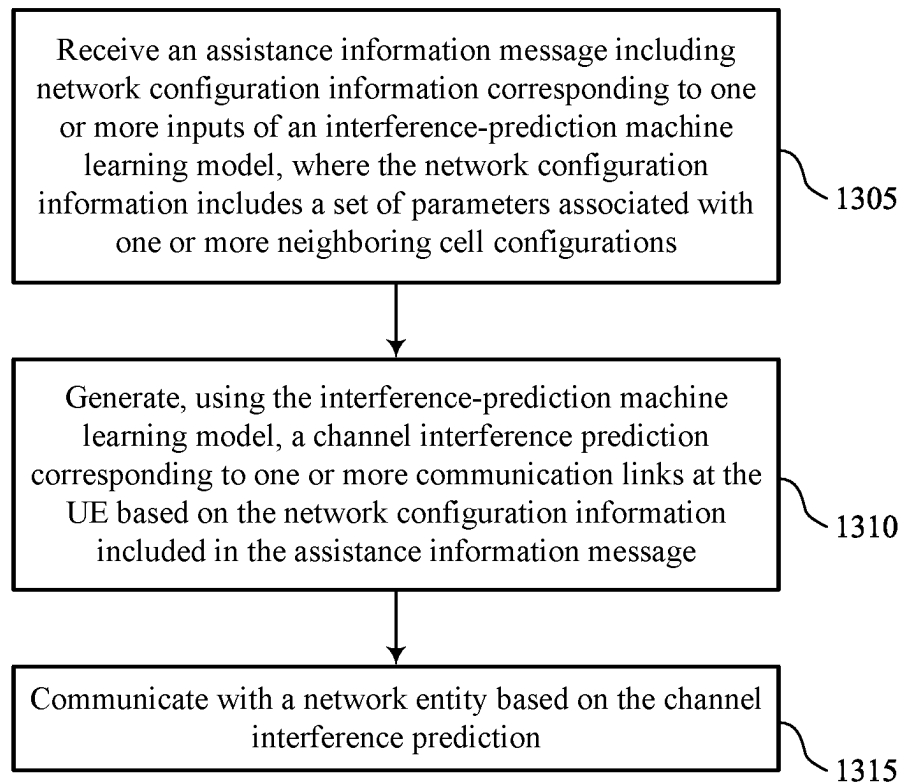 Receive an assistance information message including
network configuration information corresponding to one
or more inputs of an interference-prediction machine
learning model, where the network configuration
information includes a set of parameters associated with
one or more neighboring cell configurations
1305
Generate, using the interference-prediction machine
learning model, a channel interference prediction
corresponding to one or more communication links at the
UE based on the network configuration information
included in the assistance information message
1310
Communicate with a network entity based on the channel
interference prediction
1315